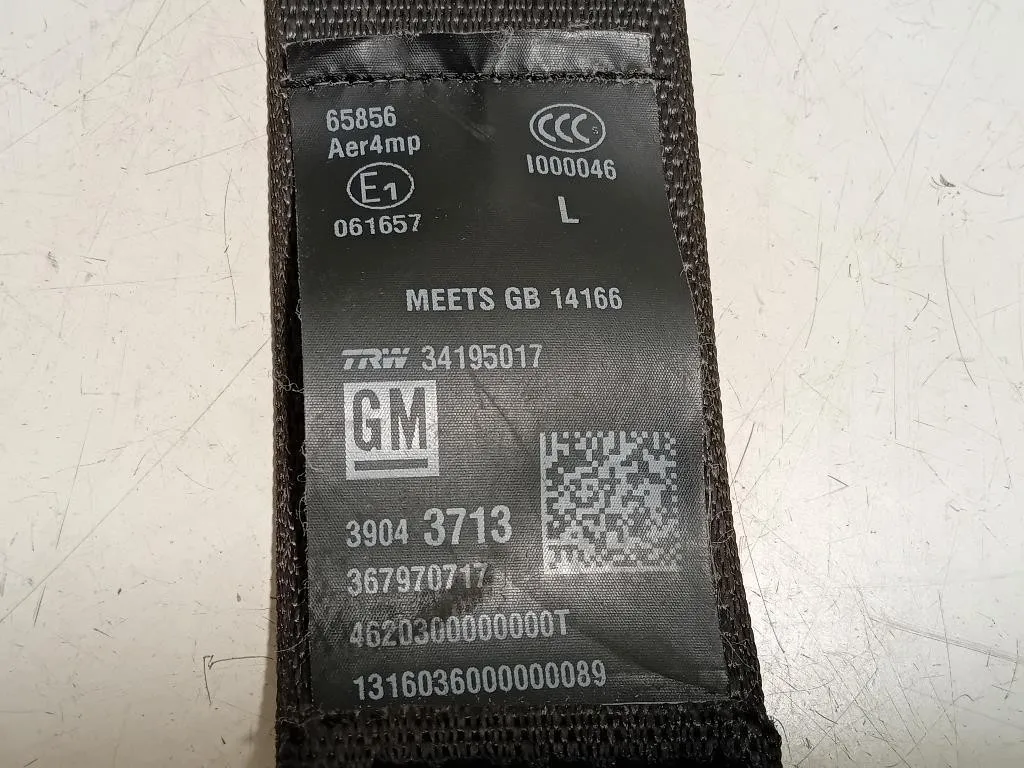 65856
Aer4mp
E1
061657
CCC
I000046
L
MEETS GB 14166
TRW 34195017
GM
3904 3713
367970717
4620300000000T
1316036000000089